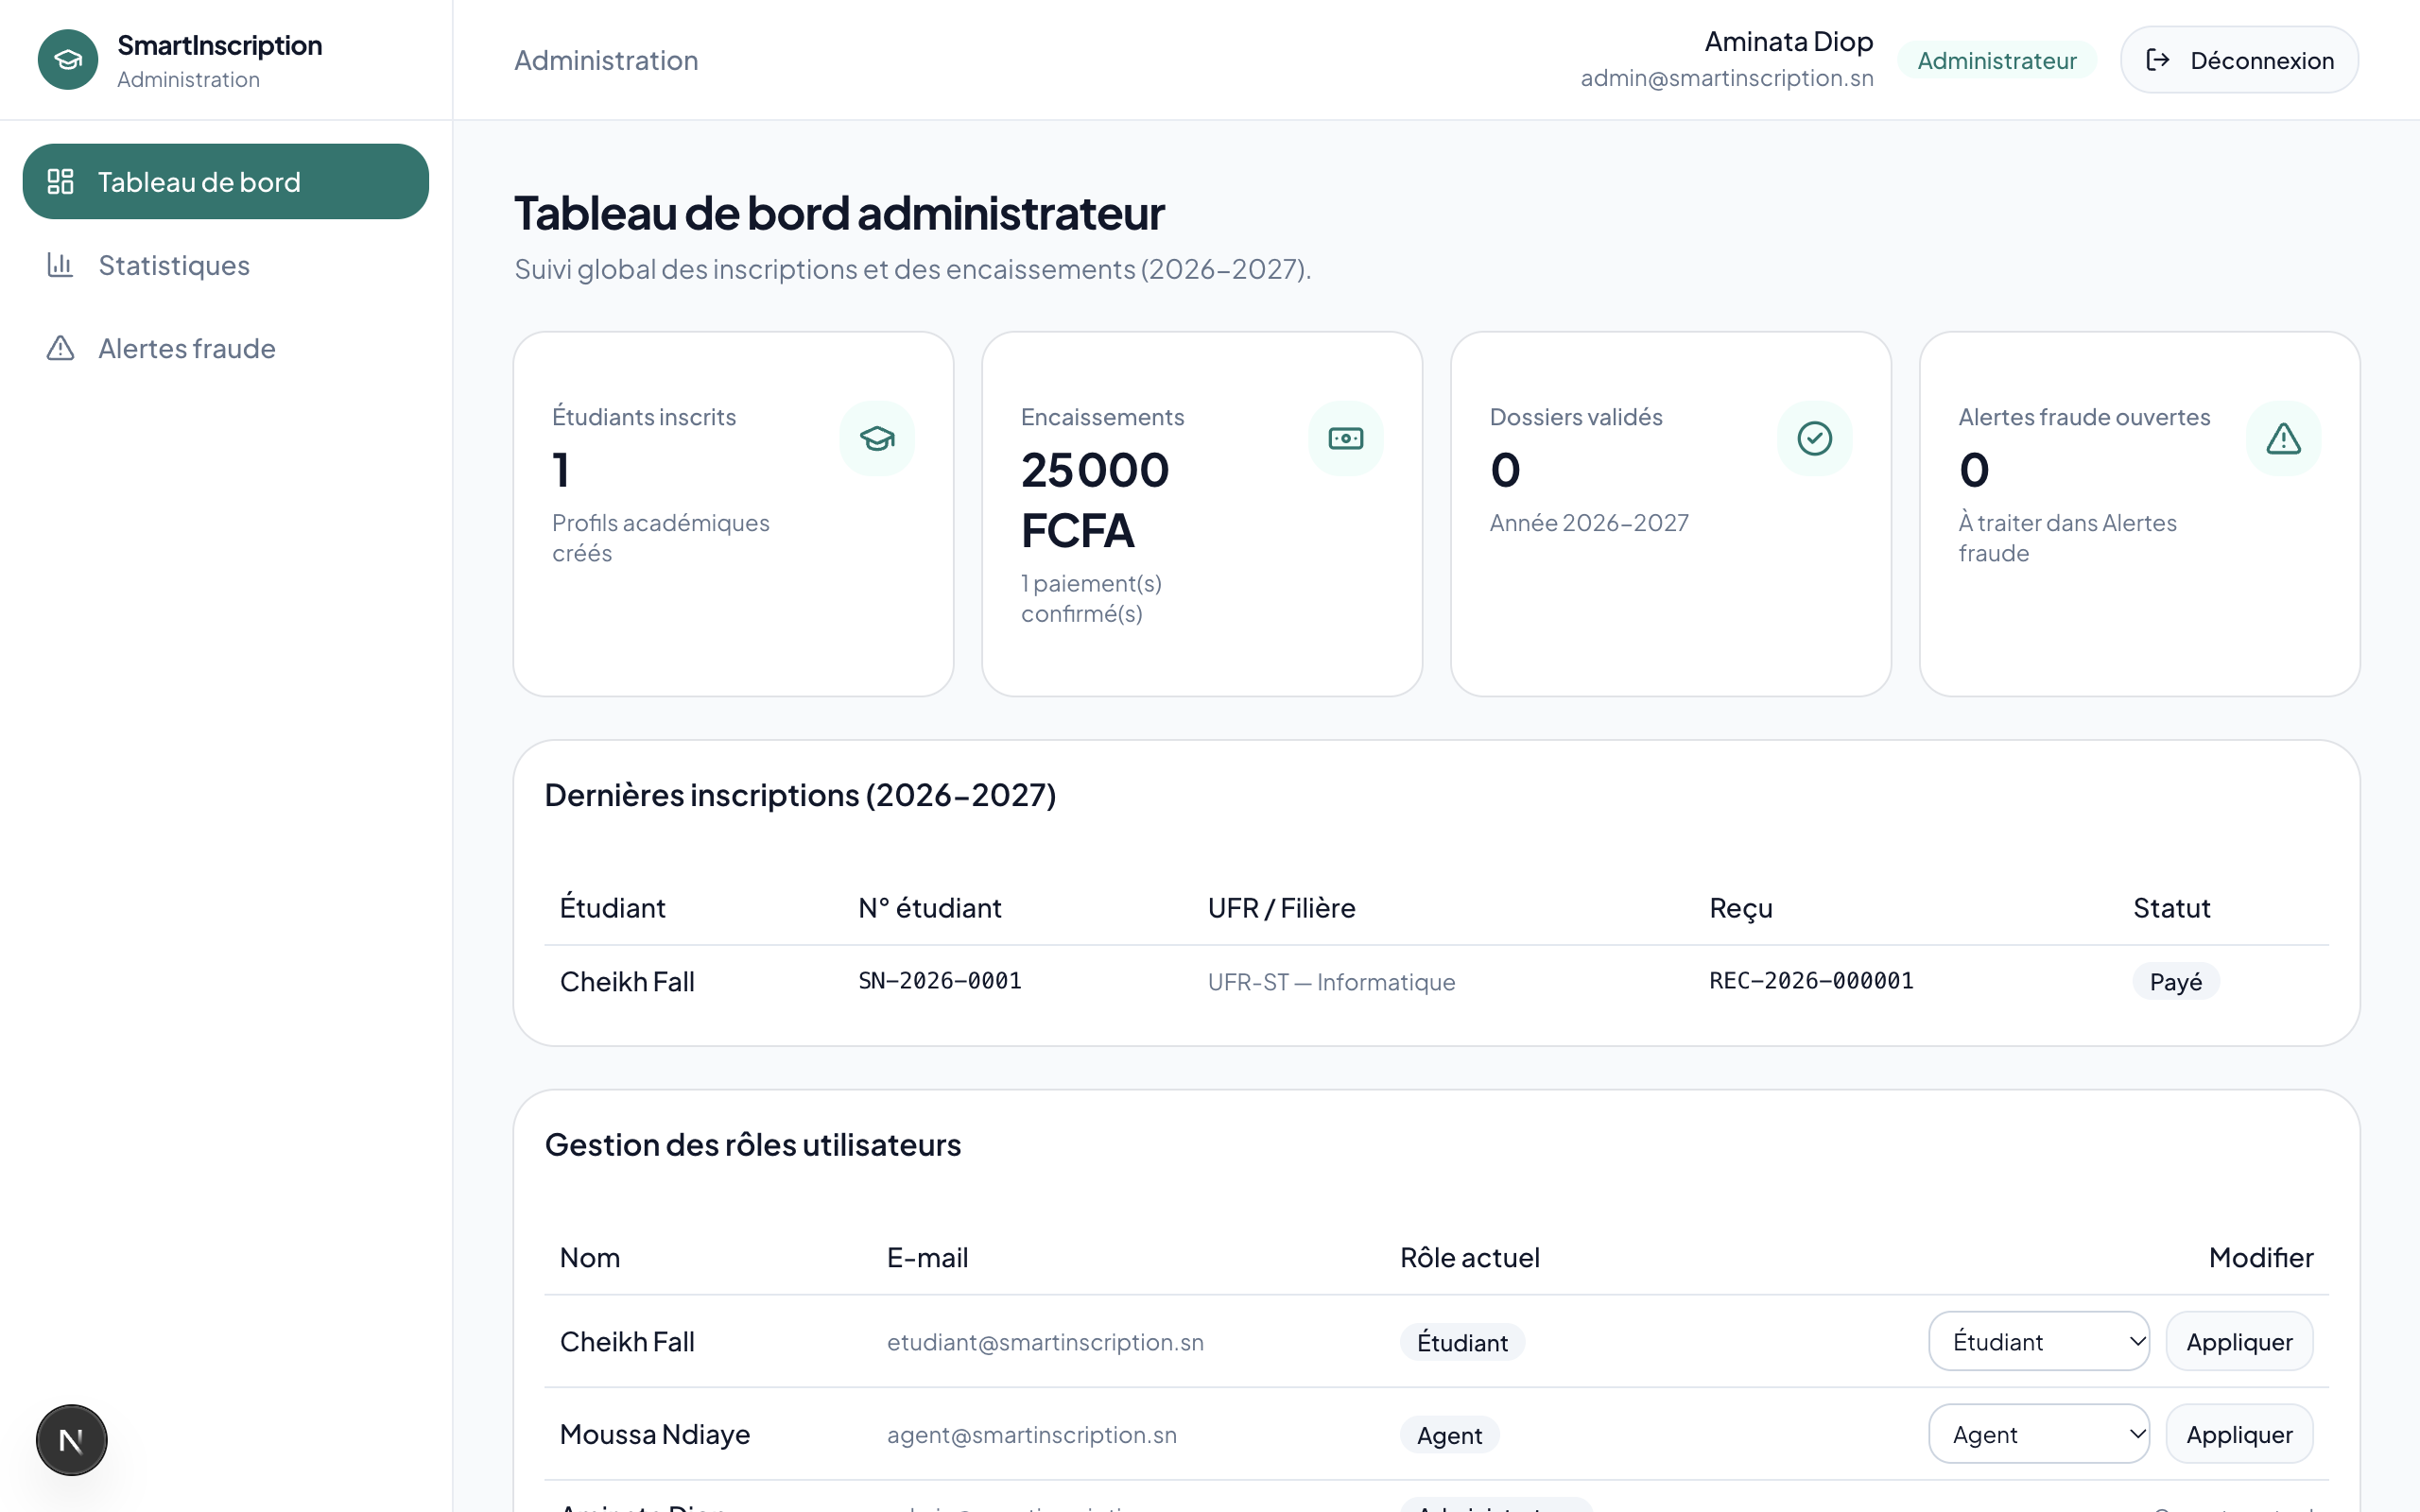 SmartInscription
Administration
Administration
Aminata Diop
admin@smartinscription.sn
Administrateur
Déconnexion
Tableau de bord
Statistiques
Alertes fraude
Tableau de bord administrateur
Suivi global des inscriptions et des encaissements (2026–2027).
Étudiants inscrits
1
Profils académiques
créés
Encaissements
25 000
FCFA
1 paiement(s)
confirmé(s)
Dossiers validés
0
Année 2026–2027
Alertes fraude ouvertes
0
À traiter dans Alertes
fraude
Dernières inscriptions (2026–2027)
Étudiant N° étudiant UFR / Filière Reçu Statut
Cheikh Fall SN-2026-0001 UFR-ST — Informatique REC-2026-000001 Payé
Gestion des rôles utilisateurs
Nom E-mail Rôle actuel Modifier
Cheikh Fall etudiant@smartinscription.sn Étudiant Étudiant Appliquer
Moussa Ndiaye agent@smartinscription.sn Agent Agent Appliquer
N